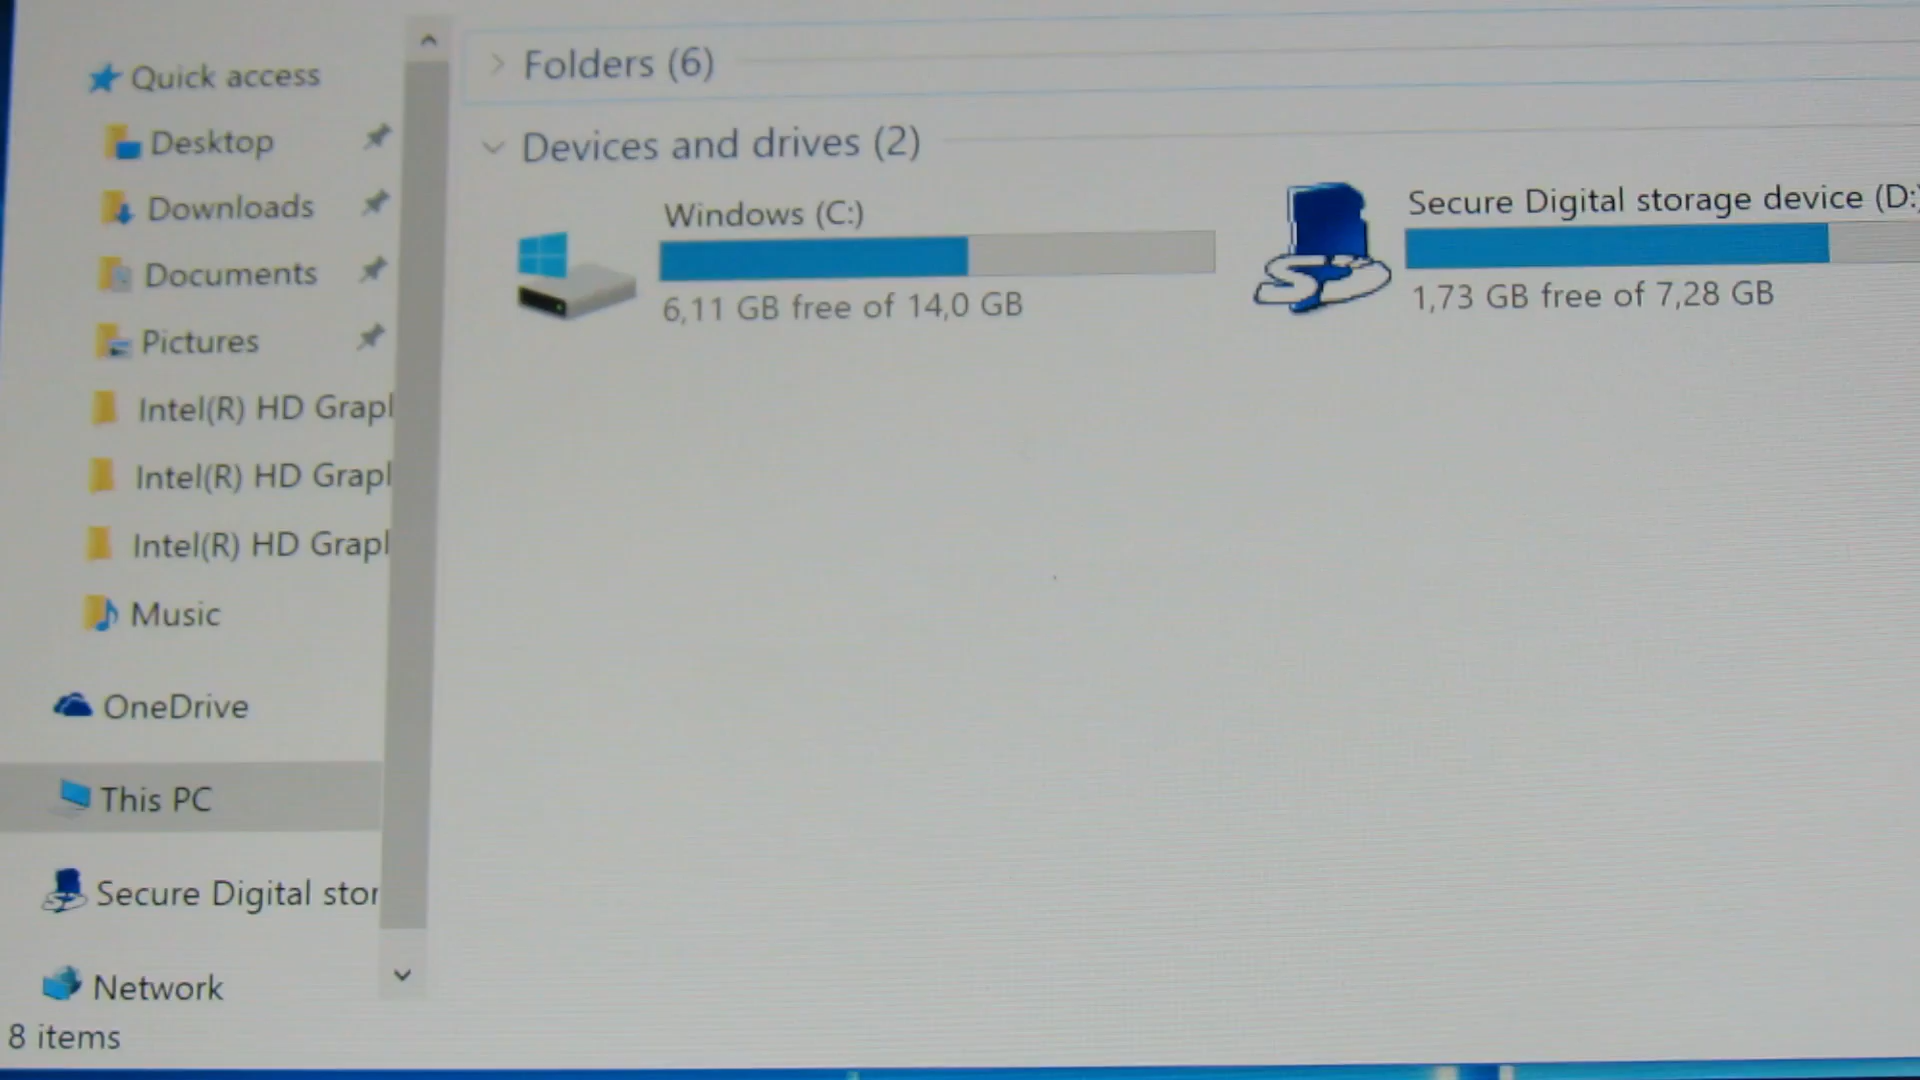 Quick access
Desktop
Downloads
Documents
Pictures
Intel(R) HD Grapl
Intel(R) HD Grapl
Intel(R) HD Grapl
Music
OneDrive
This PC
Secure Digital stor
Network
8 items
Folders (6)
Devices and drives (2)
Windows (C:)
6,11 GB free of 14,0 GB
Secure Digital storage device (D:)
1,73 GB free of 7,28 GB